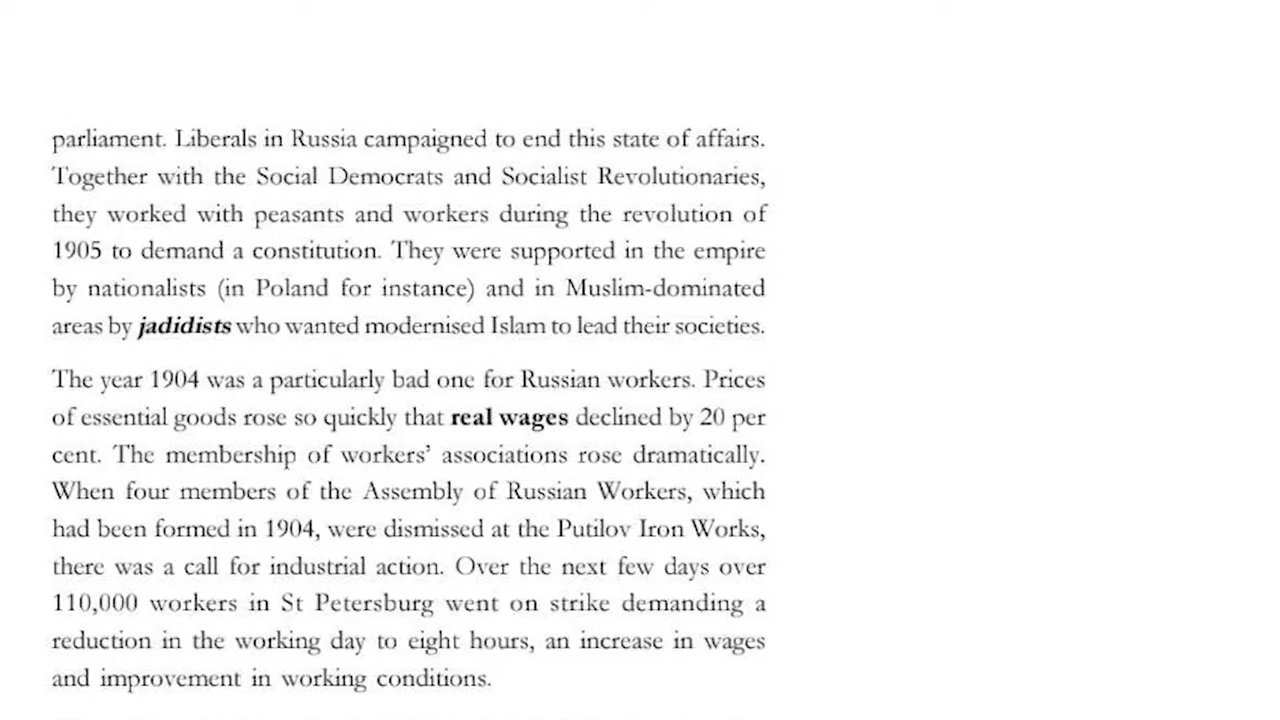 parliament. Liberals in Russia campaigned to end this state of affairs.
Together with the Social Democrats and Socialist Revolutionaries,
they worked with peasants and workers during the revolution of
1905 to demand a constitution. They were supported in the empire
by nationalists (in Poland for instance) and in Muslim-dominated
areas by jadidists who wanted modernised Islam to lead their societies.
The year 1904 was a particularly bad one for Russian workers. Prices
of essential goods rose so quickly that real wages declined by 20 per
cent. The membership of workers’ associations rose dramatically.
When four members of the Assembly of Russian Workers, which
had been formed in 1904, were dismissed at the Putilov Iron Works,
there was a call for industrial action. Over the next few days over
110,000 workers in St Petersburg went on strike demanding a
reduction in the working day to eight hours, an increase in wages
and improvement in working conditions.